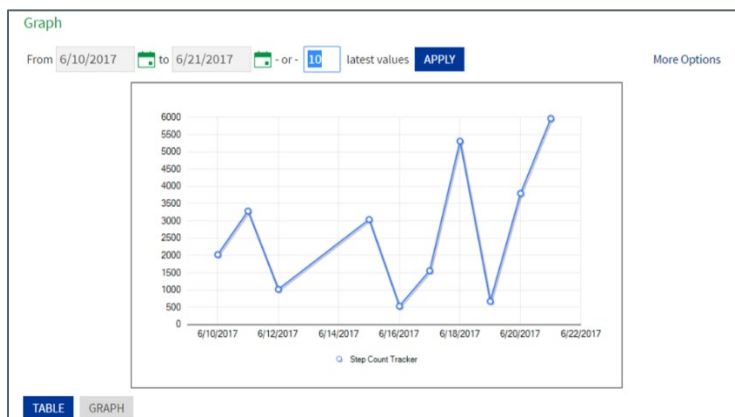 Graph
From 6/10/2017 to 6/21/2017 - or - 10 latest values APPLY More Options
6000
5500
5000
4500
4000
3500
3000
2500
2000
1500
1000
500
0
6/10/2017 6/12/2017 6/14/2017 6/16/2017 6/18/2017 6/20/2017 6/22/2017
Step Count Tracker
TABLE GRAPH